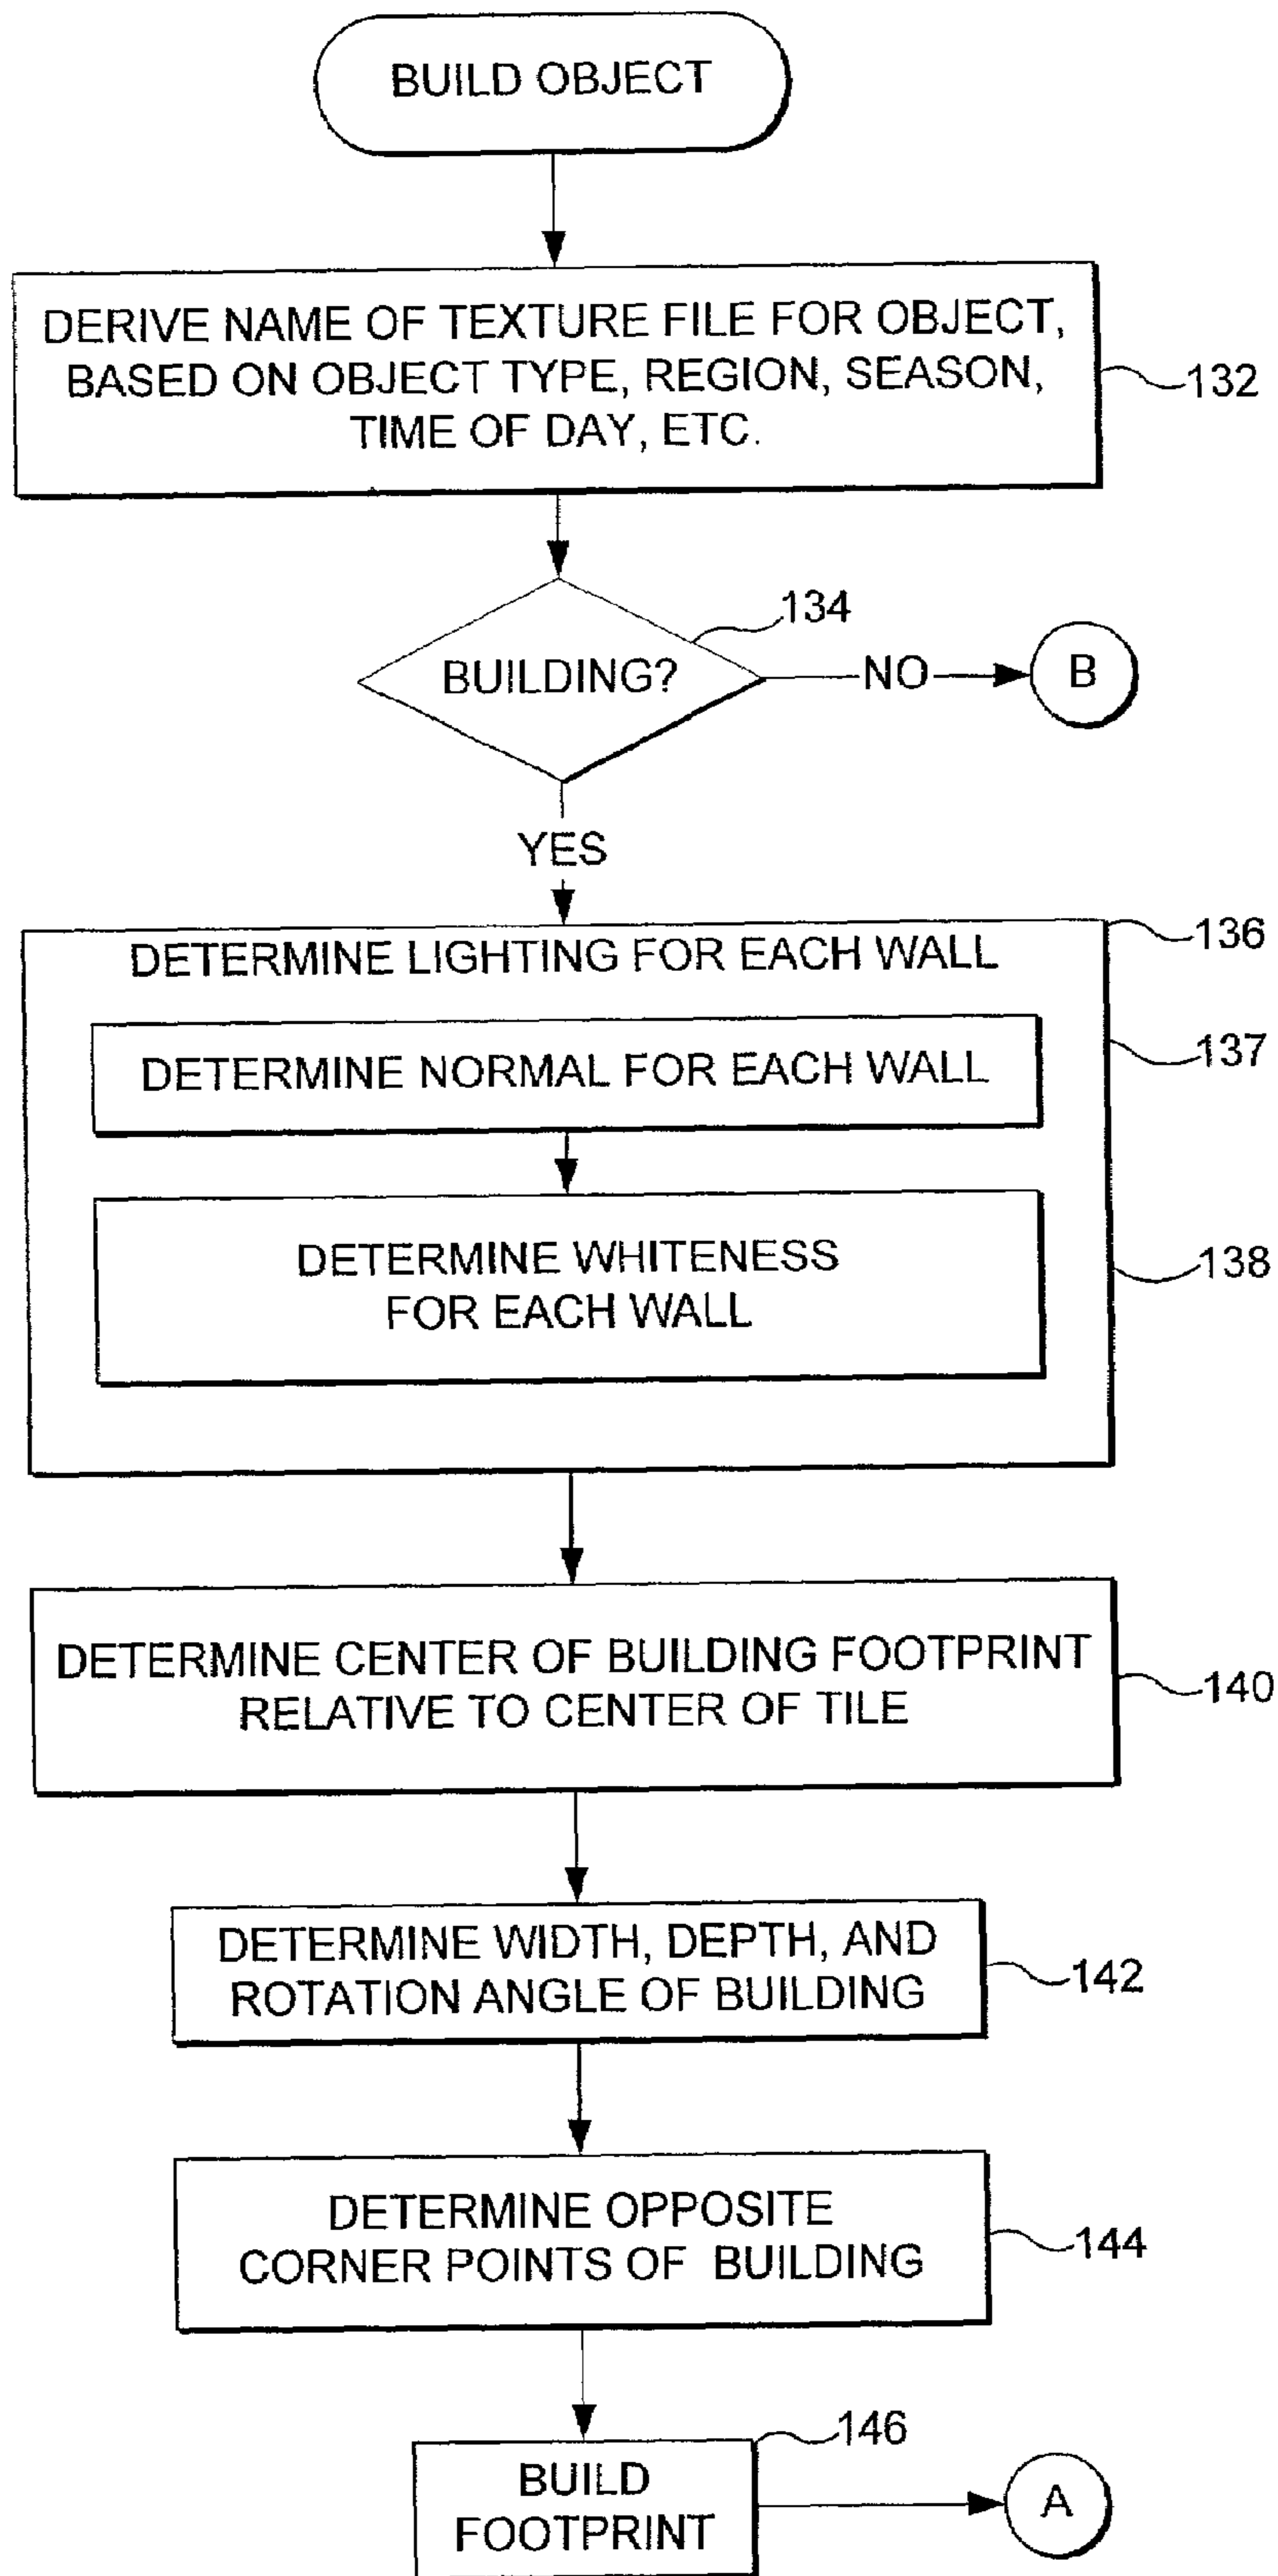 BUILD OBJECT
DERIVE NAME OF TEXTURE FILE FOR OBJECT,
BASED ON OBJECT TYPE, REGION, SEASON,
TIME OF DAY, ETC.
132
134
BUILDING?
NO
B
YES
136
DETERMINE LIGHTING FOR EACH WALL
137
DETERMINE NORMAL FOR EACH WALL
DETERMINE WHITENESS
FOR EACH WALL
138
DETERMINE CENTER OF BUILDING FOOTPRINT
RELATIVE TO CENTER OF TILE
140
DETERMINE WIDTH, DEPTH, AND
ROTATION ANGLE OF BUILDING
142
DETERMINE OPPOSITE
CORNER POINTS OF BUILDING
144
146
BUILD
FOOTPRINT
A